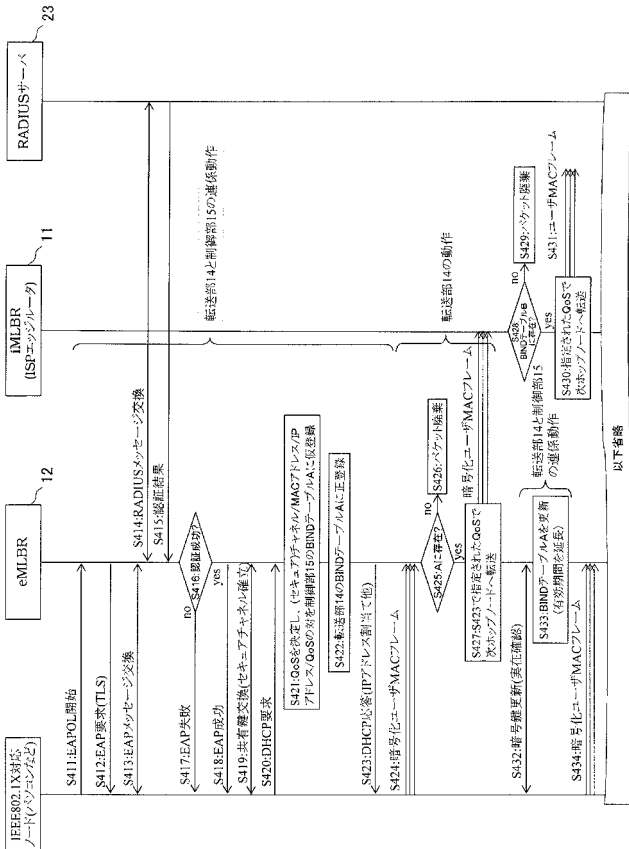 IEEE802.1X対応
ノード(パソコンなど)
eMLBR
12
iMLBR
(ISPエッジルータ)
11
RADIUSサーバ
23
S411:EAPOL開始
S412:EAP要求(TLS)
S413:EAPメッセージ交換
S414:RADIUSメッセージ交換
S415:認証結果
S416:認証成功?
no
yes
S417:EAP失敗
S418:EAP成功
S419:共有鍵交換(セキュアチャネル確立)
S420:DHCP要求
転送部14と制御部15の連係動作
S421:QoSを決定し、(セキュア)チャネル/MACアドレス/IP
アドレス/QoSの対を制御部15のBINDテーブルAに仮登録
S422:転送部14のBINDテーブルAに正登録
S423:DHCP応答(IPアドレス割当て他)
S424:暗号化ユーザMACフレーム
転送部14の動作
S425:Aに存在?
no
S426:パケット廃棄
yes
S427:S423で指定されたQoSで
次ホップノードへ転送
暗号化ユーザMACフレーム
S428
BINDテーブルB
に存在?
no
S429:パケット廃棄
yes
S430:指定されたQoSで
次ホップノードへ転送
S431:ユーザMACフレーム
S432:暗号鍵更新(実在確認)
S433:BINDテーブルAを更新
(有効期間を延長)
転送部14と制御部15
の連係動作
S434:暗号化ユーザMACフレーム
以下省略